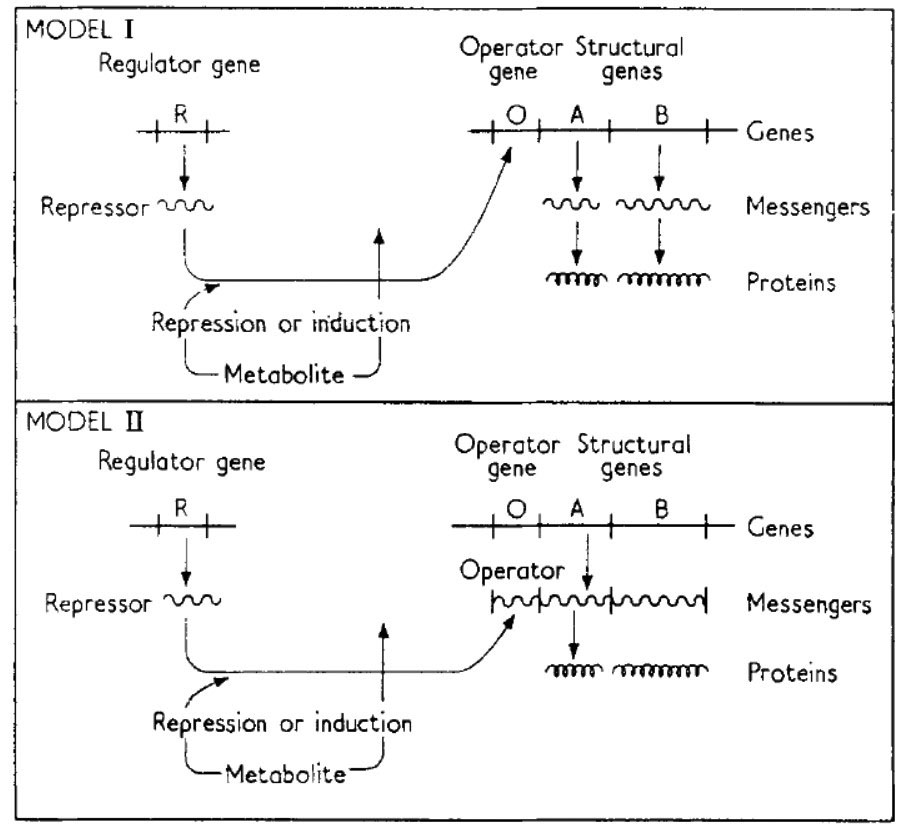 MODEL I
Regulator gene
Operator Structural
gene genes
R
O A B
Genes
Repressor
Messengers
Proteins
Repression or induction
Metabolite
MODEL II
Regulator gene
Operator Structural
gene genes
R
O A B
Genes
Operator
Repressor
Messengers
Proteins
Repression or induction
Metabolite